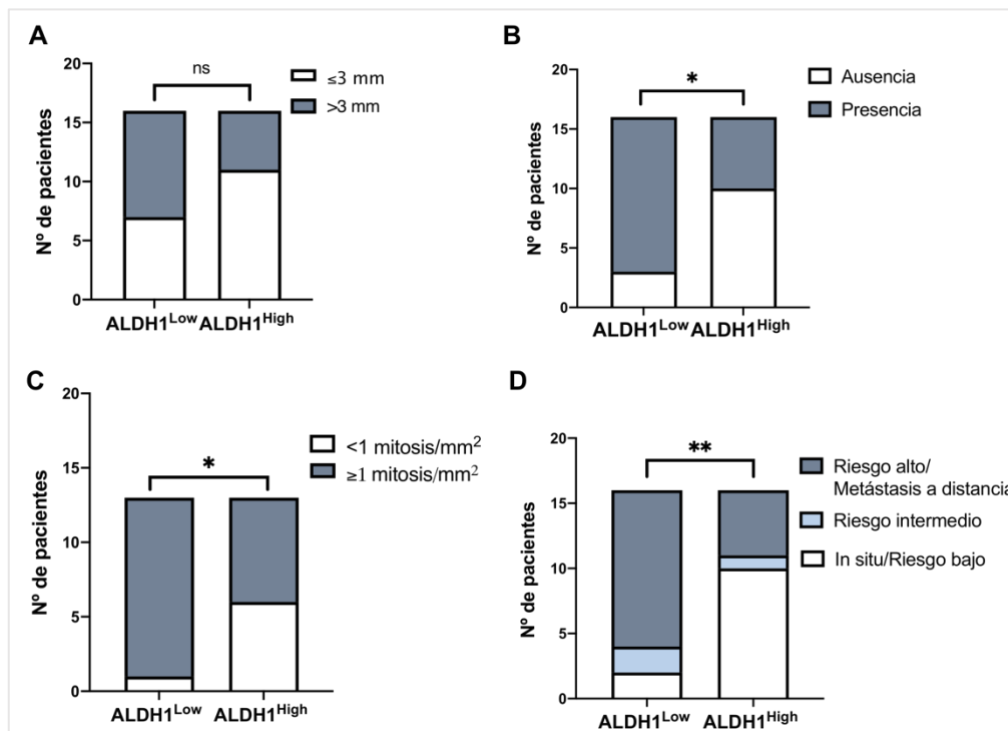 A
ns
≤3 mm
>3 mm
Nº de pacientes
20
15
10
5
0
ALDH1Low ALDH1High
B
*
Ausencia
Presencia
Nº de pacientes
20
15
10
5
0
ALDH1Low ALDH1High
C
*
<1 mitosis/mm2
≥1 mitosis/mm2
Nº de pacientes
20
15
10
5
0
ALDH1Low ALDH1High
D
**
Riesgo alto/
Metástasis a distancia
Riesgo intermedio
In situ/Riesgo bajo
Nº de pacientes
20
15
10
5
0
ALDH1Low ALDH1High